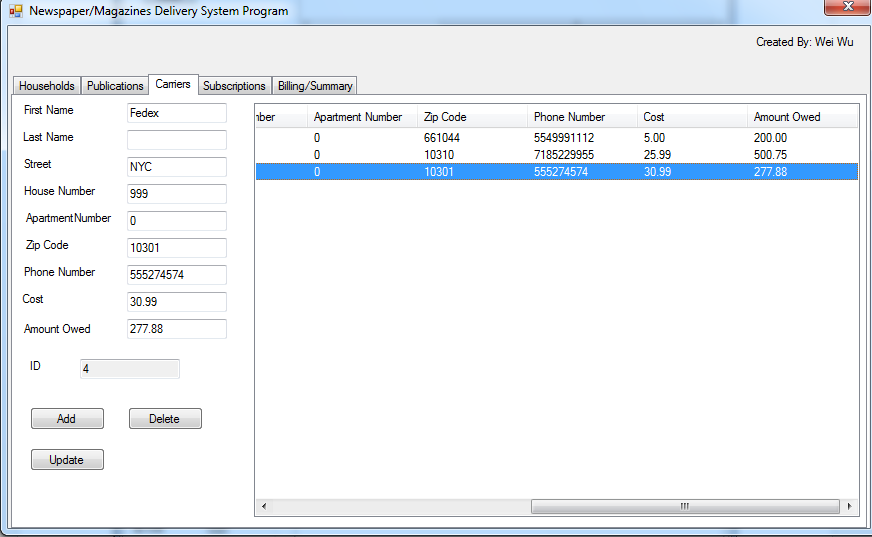 Newspaper/Magazines Delivery System Program
Created By: Wei Wu
Households Publications Carriers Subscriptions Billing/Summary
First Name Fedex
Last Name
Street NYC
House Number 999
ApartmentNumber 0
Zip Code 10301
Phone Number 555274574
Cost 30.99
Amount Owed 277.88
ID 4
Add Delete
Update
Apartment Number Zip Code Phone Number Cost Amount Owed
0 661044 5549991112 5.00 200.00
0 10310 7185229955 25.99 500.75
0 10301 555274574 30.99 277.88